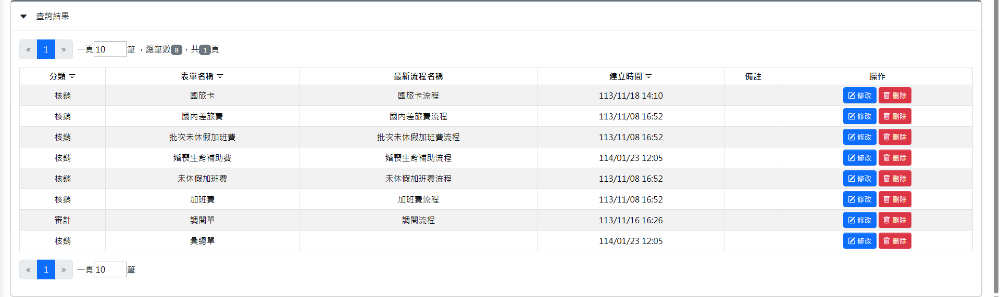 查詢結果
« 1 » 一頁10筆，總筆數8，共1頁
分類 表單名稱 最新流程名稱 建立時間 備註 操作
核銷 國旅卡 國旅卡流程 113/11/18 14:10 修改 刪除
核銷 國內差旅費 國內差旅費流程 113/11/08 16:52 修改 刪除
核銷 批次未休假加班費 批次未休假加班費流程 113/11/08 16:52 修改 刪除
核銷 婚喪生育補助費 婚喪生育補助流程 114/01/23 12:05 修改 刪除
核銷 未休假加班費 未休假加班費流程 113/11/08 16:52 修改 刪除
核銷 加班費 加班費流程 113/11/08 16:52 修改 刪除
審計 調閱單 調閱流程 113/11/16 16:26 修改 刪除
核銷 彙總單 114/01/23 12:05 修改 刪除
« 1 » 一頁10筆